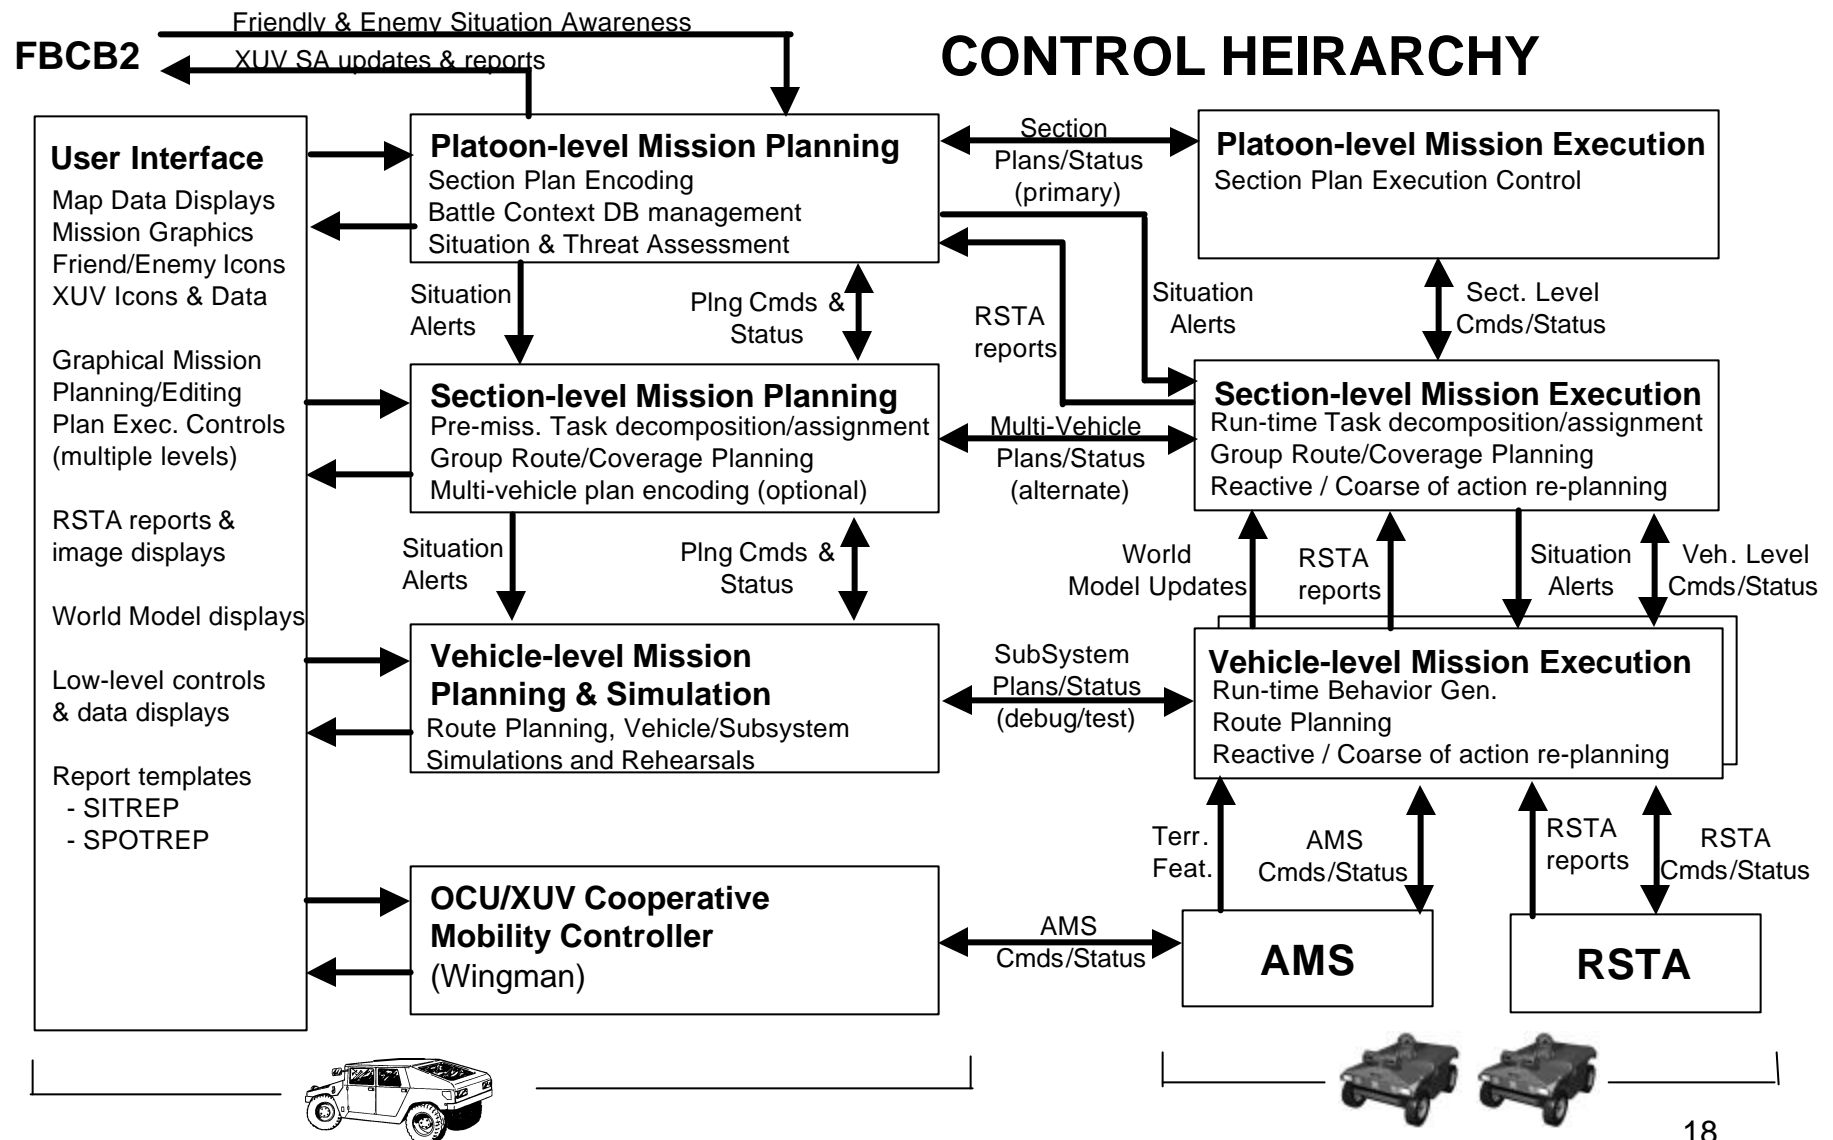 Friendly & Enemy Situation Awareness
FBCB2
XUV SA updates & reports
CONTROL HEIRARCHY
User Interface
Map Data Displays
Mission Graphics
Friend/Enemy Icons
XUV Icons & Data
Graphical Mission
Planning/Editing
Plan Exec. Controls
(multiple levels)
RSTA reports &
image displays
World Model displays
Low-level controls
& data displays
Report templates
- SITREP
- SPOTREP
Platoon-level Mission Planning
Section Plan Encoding
Battle Context DB management
Situation & Threat Assessment
Section
Plans/Status
(primary)
Platoon-level Mission Execution
Section Plan Execution Control
Situation
Alerts
Plng Cmds &
Status
RSTA
reports
Situation
Alerts
Sect. Level
Cmds/Status
Section-level Mission Planning
Pre-miss. Task decomposition/assignment
Group Route/Coverage Planning
Multi-vehicle plan encoding (optional)
Multi-Vehicle
Plans/Status
(alternate)
Section-level Mission Execution
Run-time Task decomposition/assignment
Group Route/Coverage Planning
Reactive / Coarse of action re-planning
Situation
Alerts
Plng Cmds &
Status
World
Model Updates
RSTA
reports
Situation
Alerts
Veh. Level
Cmds/Status
Vehicle-level Mission
Planning & Simulation
Route Planning, Vehicle/Subsystem
Simulations and Rehearsals
SubSystem
Plans/Status
(debug/test)
Vehicle-level Mission Execution
Run-time Behavior Gen.
Route Planning
Reactive / Coarse of action re-planning
Terr.
Feat.
AMS
Cmds/Status
RSTA
reports
RSTA
Cmds/Status
OCU/XUV Cooperative
Mobility Controller
(Wingman)
AMS
Cmds/Status
AMS
RSTA
18